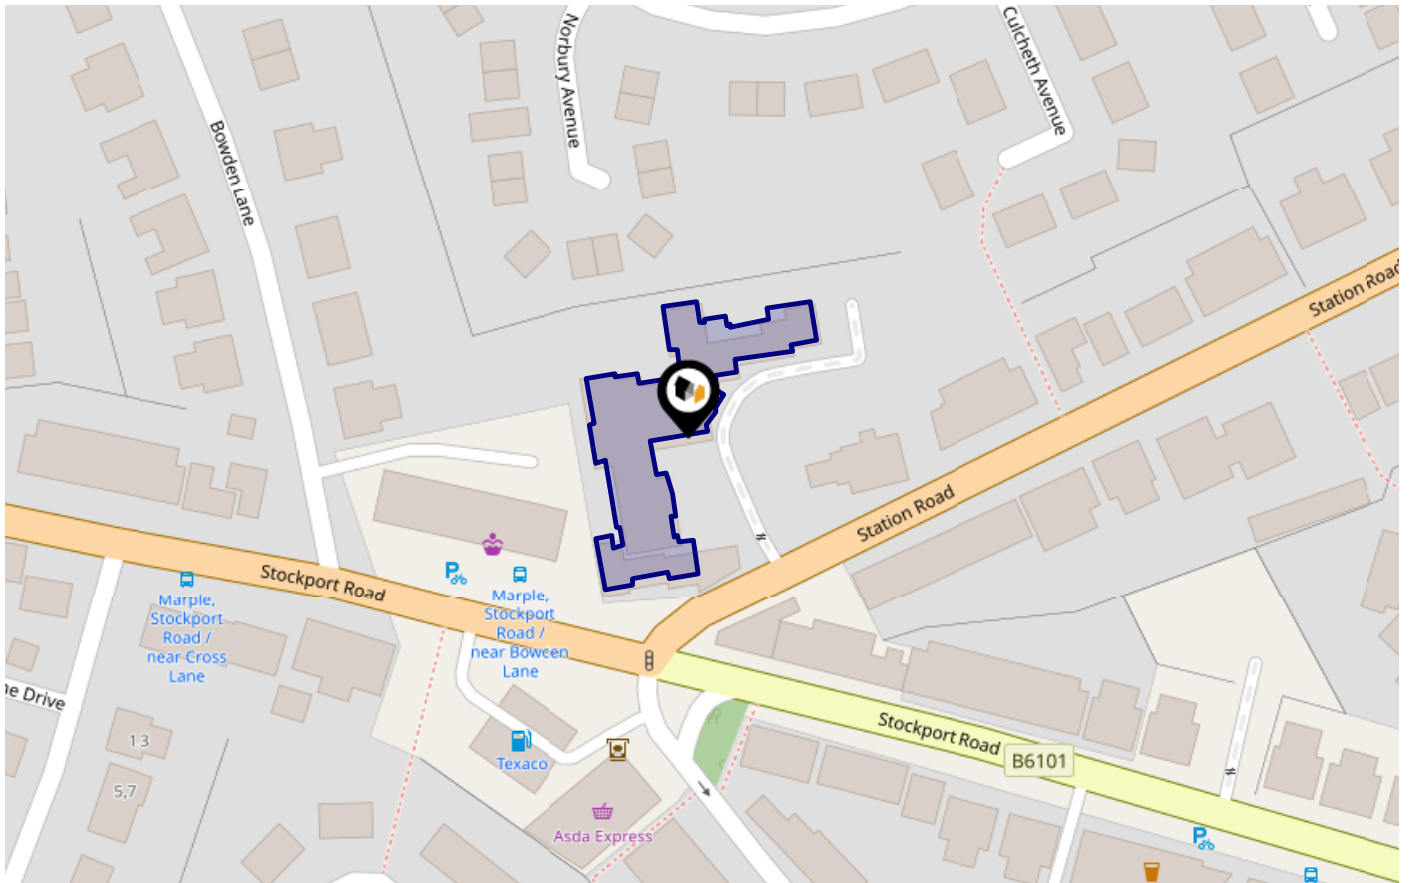 Norbury Avenue
Culcheth Avenue
Bowden Lane
Station Road
Station Road
Stockport Road
Marple,
Stockport
Road /
near Cross
Lane
Marple,
Stockport
Road /
near Bowden
Lane
ne Drive
13
5,7
Texaco
Asda Express
Stockport Road
B6101